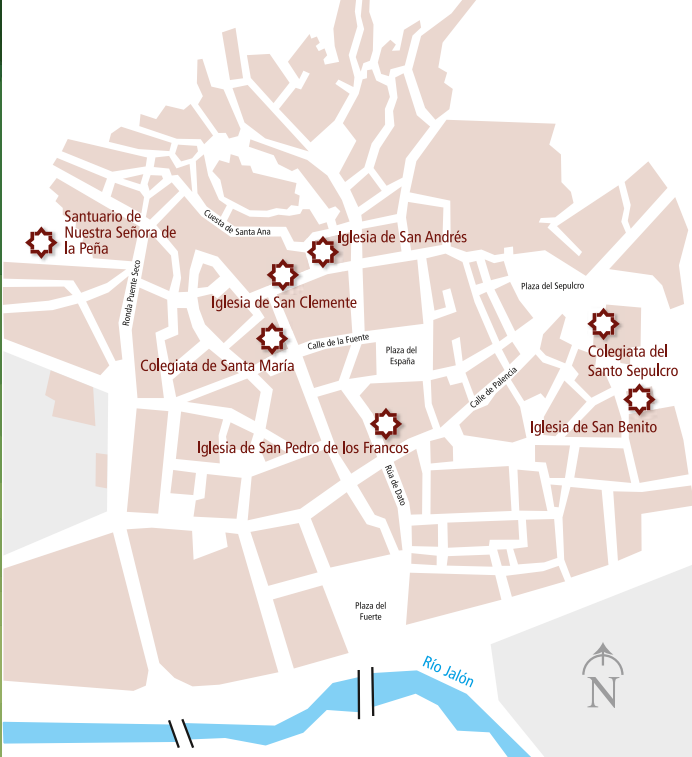 Santuario de
Nuestra Señora de
la Peña
Cuesta de Santa Ana
Iglesia de San Andrés
Ronda Puente Seco
Iglesia de San Clemente
Plaza del Sepulcro
Calle de la Fuente
Plaza del
España
Colegiata de Santa María
Colegiata del
Santo Sepulcro
Calle de Palencia
Iglesia de San Benito
Iglesia de San Pedro de los Francos
Rúa de Dato
Plaza del
Fuerte
Río Jalón
N